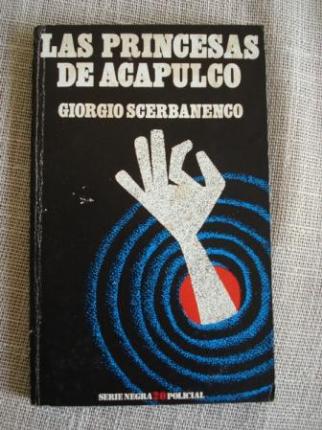 LAS PRINCESAS
DE ACAPULCO
GIORGIO SCERBANENCO
SERIE NEGRA 20 POLICIAL